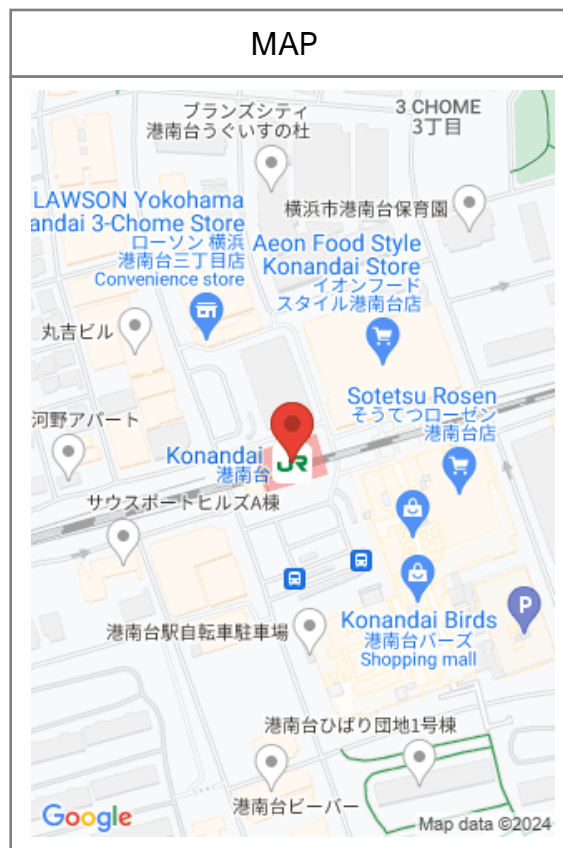 MAP
ブランズシティ
港南台うぐいすの杜
3 CHOME
3丁目
LAWSON Yokohama
andai 3-Chome Store
ローソン 横浜
港南台三丁目店
Convenience store
横浜市港南台保育園
Aeon Food Style
Konandai Store
イオンフード
スタイル港南台店
丸吉ビル
Sotetsu Rosen
そうてつローゼン
港南台店
河野アパート
Konandai
港南台
JR
サウスポートヒルズA棟
P
Konandai Birds
港南台バーズ
Shopping mall
港南台駅自転車駐車場
港南台ひばり団地1号棟
港南台ビーバー
Google
Map data ©2024